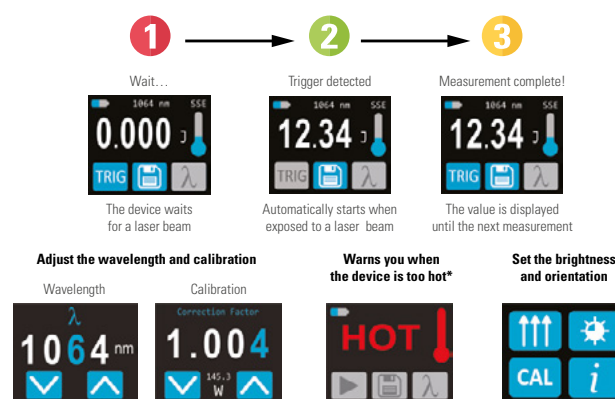 1 2 3
Wait… Trigger detected Measurement complete!
1064 nm SSE 1064 nm SSE 1064 nm SSE
0.000 J 12.34 J 12.34 J
TRIG λ TRIG λ TRIG λ
The device waits Automatically starts when The value is displayed
for a laser beam exposed to a laser beam until the next measurement
Adjust the wavelength and calibration Warns you when Set the brightness
the device is too hot* and orientation
Wavelength Calibration
λ Correction Factor
1064 nm 1.004 HOT
145.3
W λ CAL i